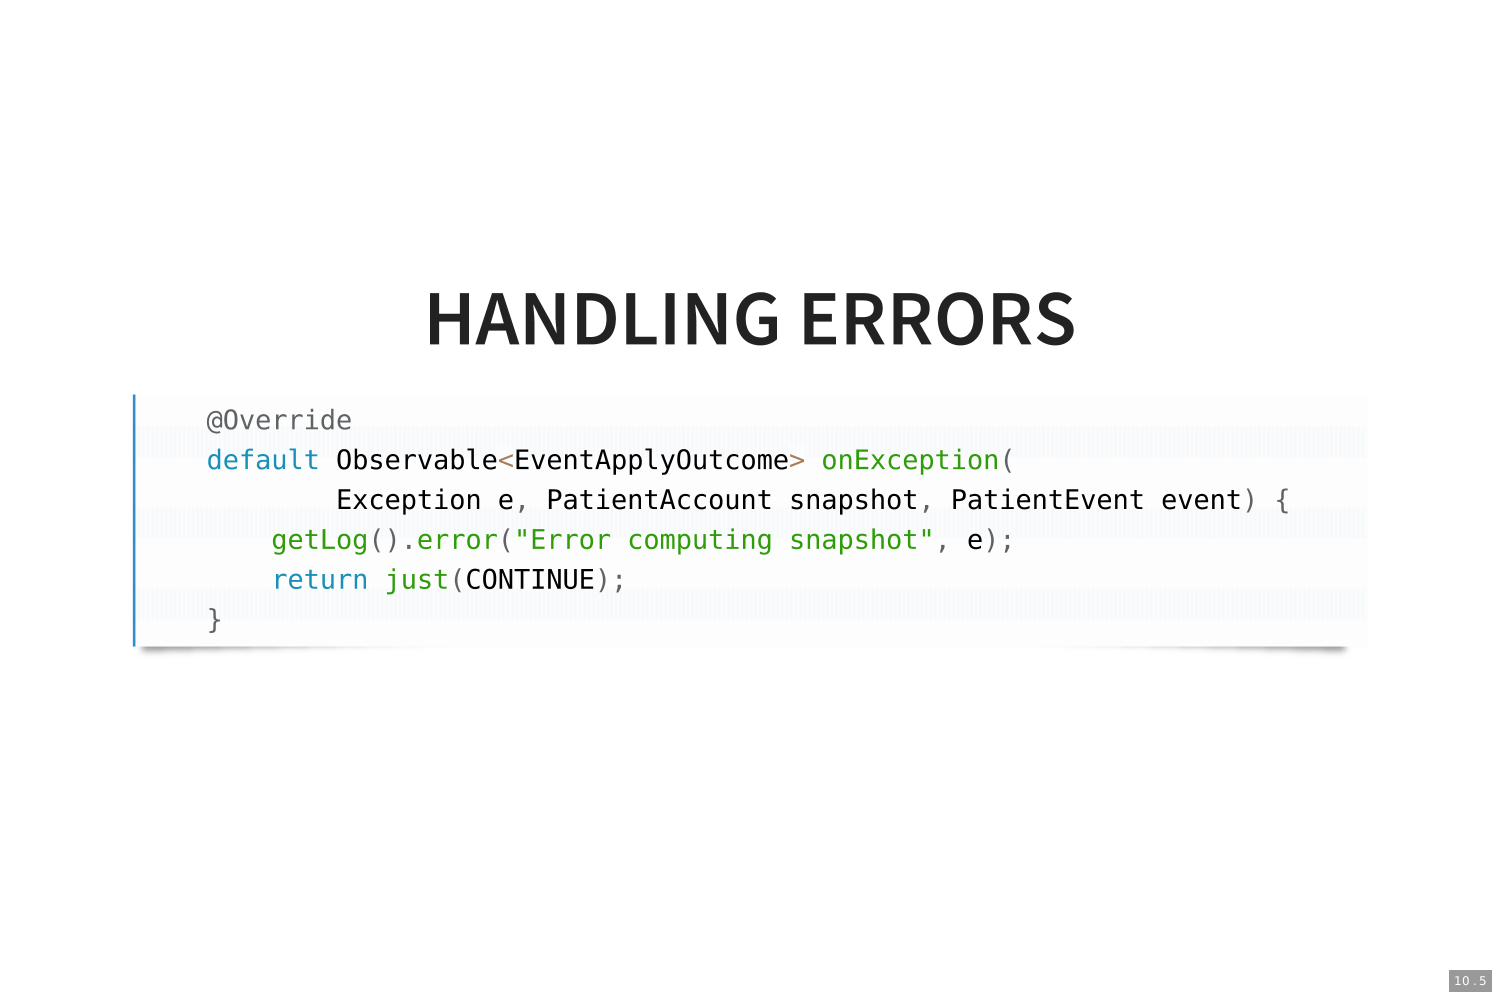 HANDLING ERRORS
@Override
default Observable<EventApplyOutcome> onException(
        Exception e, PatientAccount snapshot, PatientEvent event) {
    getLog().error("Error computing snapshot", e);
    return just(CONTINUE);
}
10.5